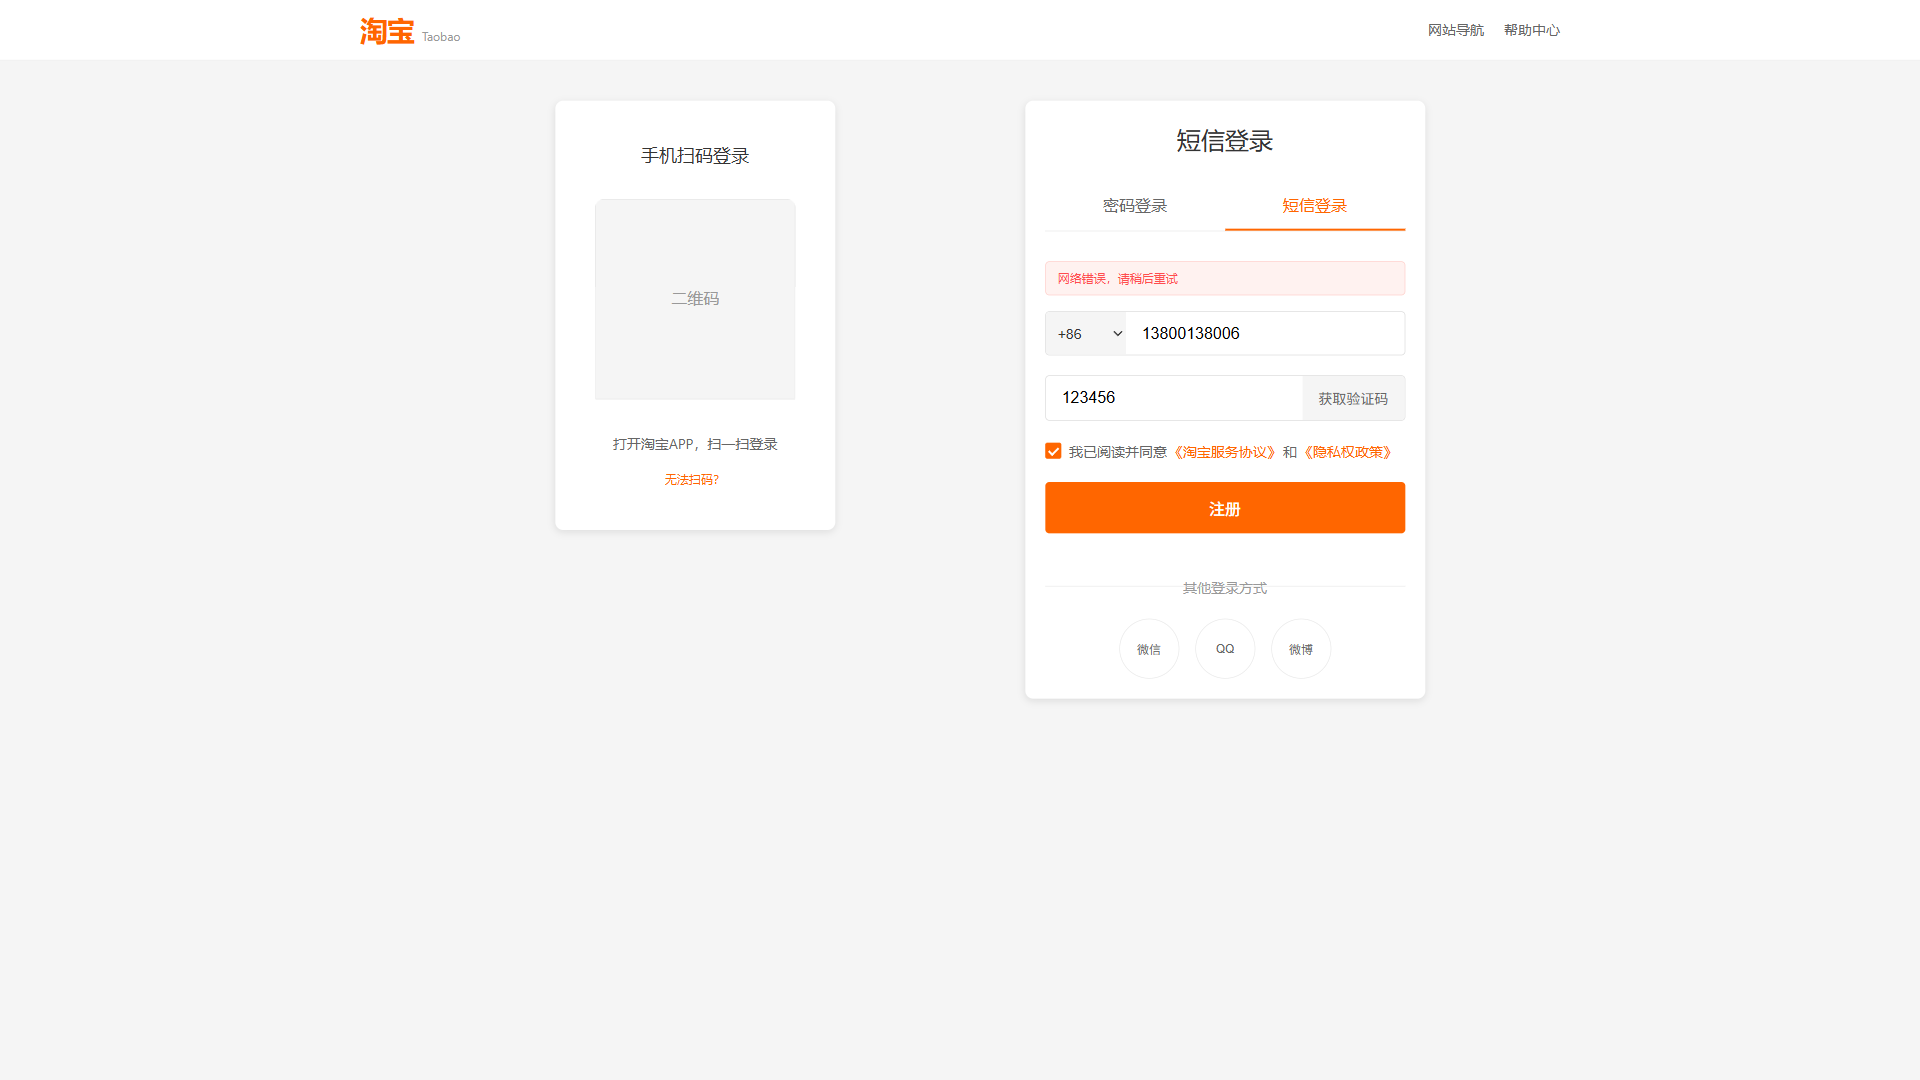 淘宝 Taobao
网站导航 帮助中心
手机扫码登录
二维码
打开淘宝APP，扫一扫登录
无法扫码?
短信登录
密码登录 短信登录
网络错误，请稍后重试
+86 13800138006
123456 获取验证码
我已阅读并同意《淘宝服务协议》和《隐私权政策》
注册
其他登录方式
微信 QQ 微博